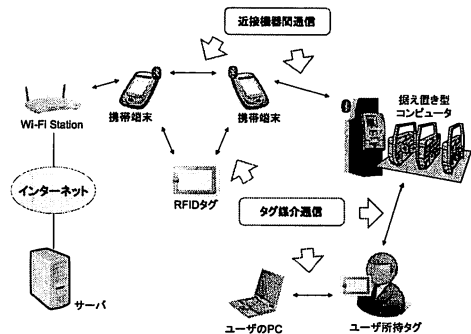 近接機器間通信
携帯端末
携帯端末
Wi-Fi Station
据え置き型
コンピュータ
インターネット
RFIDタグ
タグ媒介通信
サーバ
ユーザのPC
ユーザ所持タグ